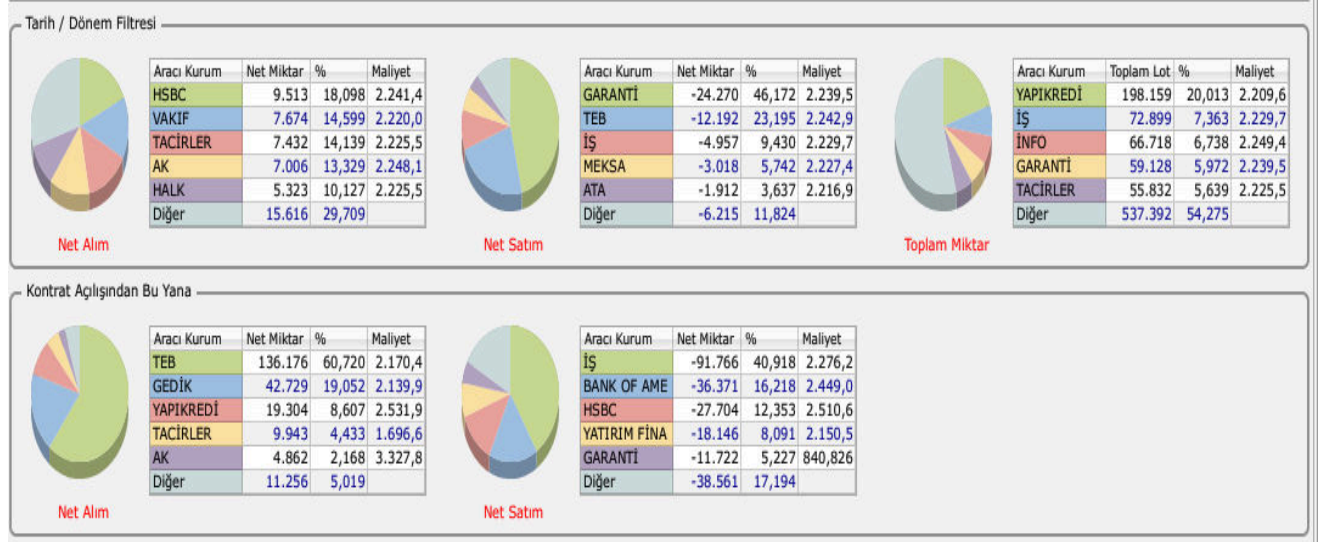 Tarih / Dönem Filtresi
Aracı Kurum Net Miktar % Maliyet
HSBC 9.513 18,098 2.241,4
VAKIF 7.674 14,599 2.220,0
TACİRLER 7.432 14,139 2.225,5
AK 7.006 13,329 2.248,1
HALK 5.323 10,127 2.225,5
Diğer 15.616 29,709
Net Alım
Aracı Kurum Net Miktar % Maliyet
GARANTİ -24.270 46,172 2.239,5
TEB -12.192 23,195 2.242,9
İŞ -4.957 9,430 2.229,7
MEKSA -3.018 5,742 2.227,4
ATA -1.912 3,637 2.216,9
Diğer -6.215 11,824
Net Satım
Aracı Kurum Toplam Lot % Maliyet
YAPIKREDİ 198.159 20,013 2.209,6
İŞ 72.899 7,363 2.229,7
İNFO 66.718 6,738 2.249,4
GARANTİ 59.128 5,972 2.239,5
TACİRLER 55.832 5,639 2.225,5
Diğer 537.392 54,275
Toplam Miktar
Kontrat Açılışından Bu Yana
Aracı Kurum Net Miktar % Maliyet
TEB 136.176 60,720 2.170,4
GEDİK 42.729 19,052 2.139,9
YAPIKREDİ 19.304 8,607 2.531,9
TACİRLER 9.943 4,433 1.696,6
AK 4.862 2,168 3.327,8
Diğer 11.256 5,019
Net Alım
Aracı Kurum Net Miktar % Maliyet
İŞ -91.766 40,918 2.276,2
BANK OF AME -36.371 16,218 2.449,0
HSBC -27.704 12,353 2.510,6
YATIRIM FİNA -18.146 8,091 2.150,5
GARANTİ -11.722 5,227 840,826
Diğer -38.561 17,194
Net Satım